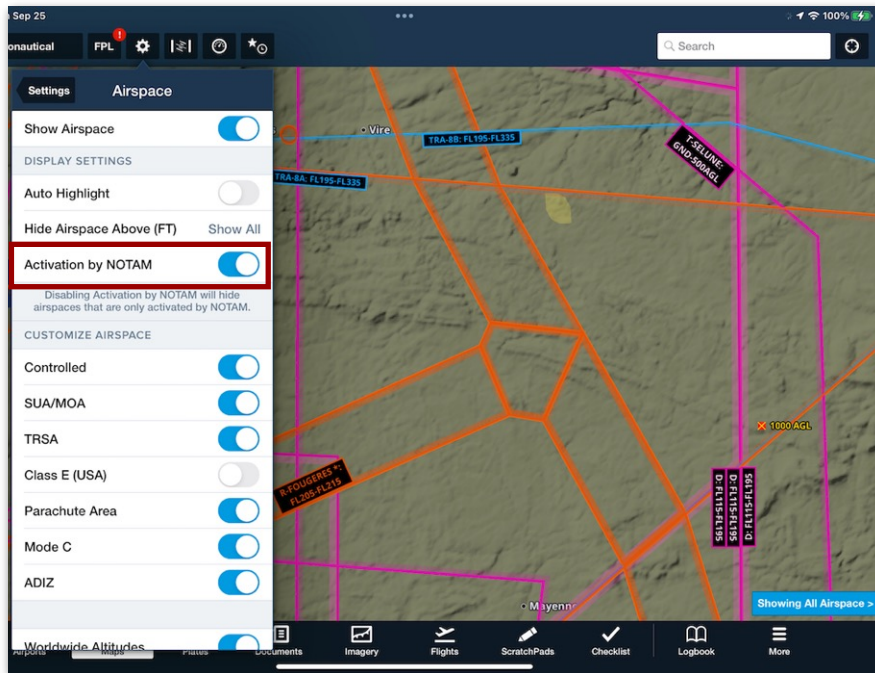 Sep 25
100%
onautical
FPL
Search
Settings
Airspace
Show Airspace
DISPLAY SETTINGS
Auto Highlight
Hide Airspace Above (FT)
Show All
Activation by NOTAM
Disabling Activation by NOTAM will hide
airspaces that are only activated by NOTAM.
CUSTOMIZE AIRSPACE
Controlled
SUA/MOA
TRSA
Class E (USA)
Parachute Area
Mode C
ADIZ
Worldwide Altitudes
Vire
TRA-8B: FL195-FL335
TRA-8A: FL195-FL335
T-SELUNE:
GND-500AGL
1000 AGL
R-FOUGERES *:
FL205-FL215
D: FL115-FL195
D: FL115-FL195
D: FL115-FL195
Mayenne
Showing All Airspace >
Airports
Maps
Plates
Documents
Imagery
Flights
ScratchPads
Checklist
Logbook
More